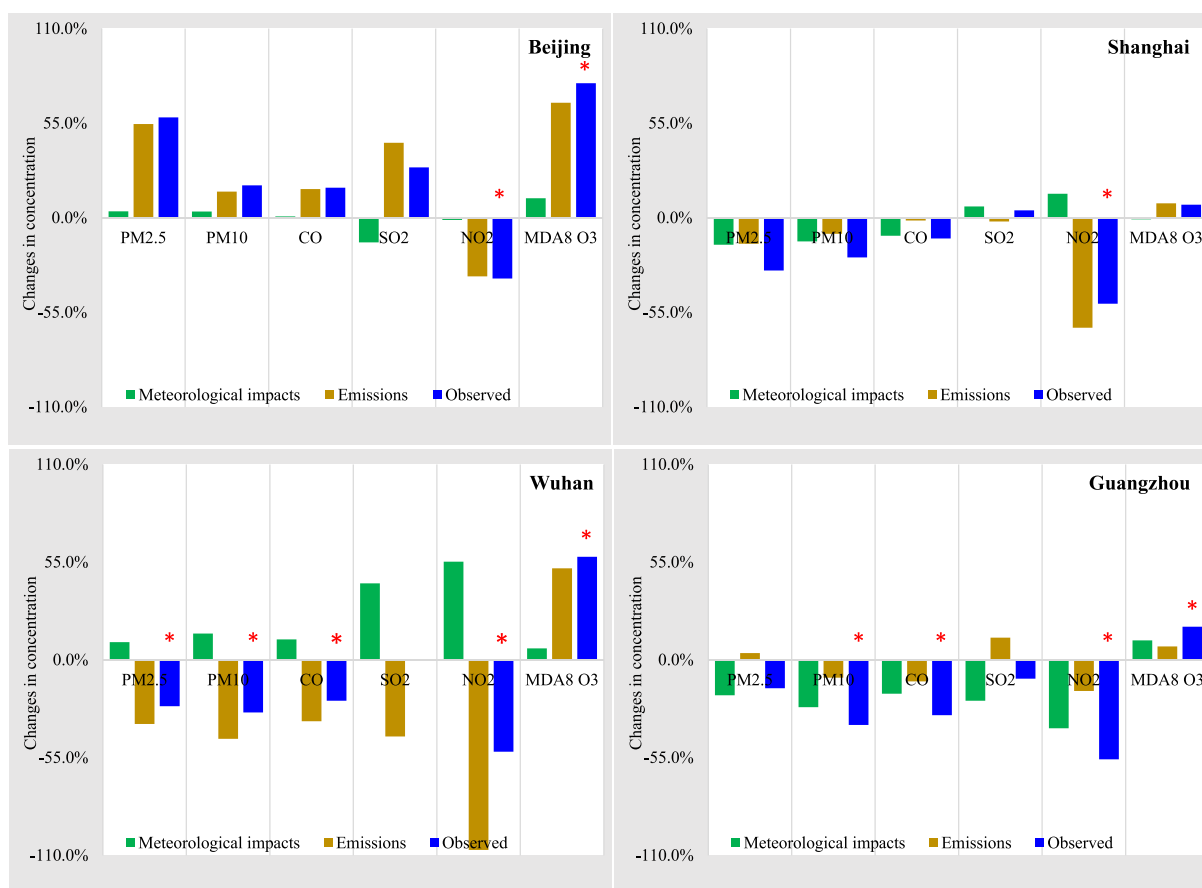 110.0%
Beijing
*
55.0%
*
0.0%
PM2.5 PM10 CO SO2 NO2 MDA8 O3
Changes in concentration
-55.0%
Meteorological impacts Emissions Observed
-110.0%
110.0%
Shanghai
55.0%
*
0.0%
PM2.5 PM10 CO SO2 NO2 MDA8 O3
Changes in concentration
-55.0%
Meteorological impacts Emissions Observed
-110.0%
110.0%
Wuhan
*
55.0%
* * * *
0.0%
PM2.5 PM10 CO SO2 NO2 MDA8 O3
Changes in concentration
-55.0%
Meteorological impacts Emissions Observed
-110.0%
110.0%
Guangzhou
55.0%
*
* * *
0.0%
PM2.5 PM10 CO SO2 NO2 MDA8 O3
Changes in concentration
-55.0%
Meteorological impacts Emissions Observed
-110.0%